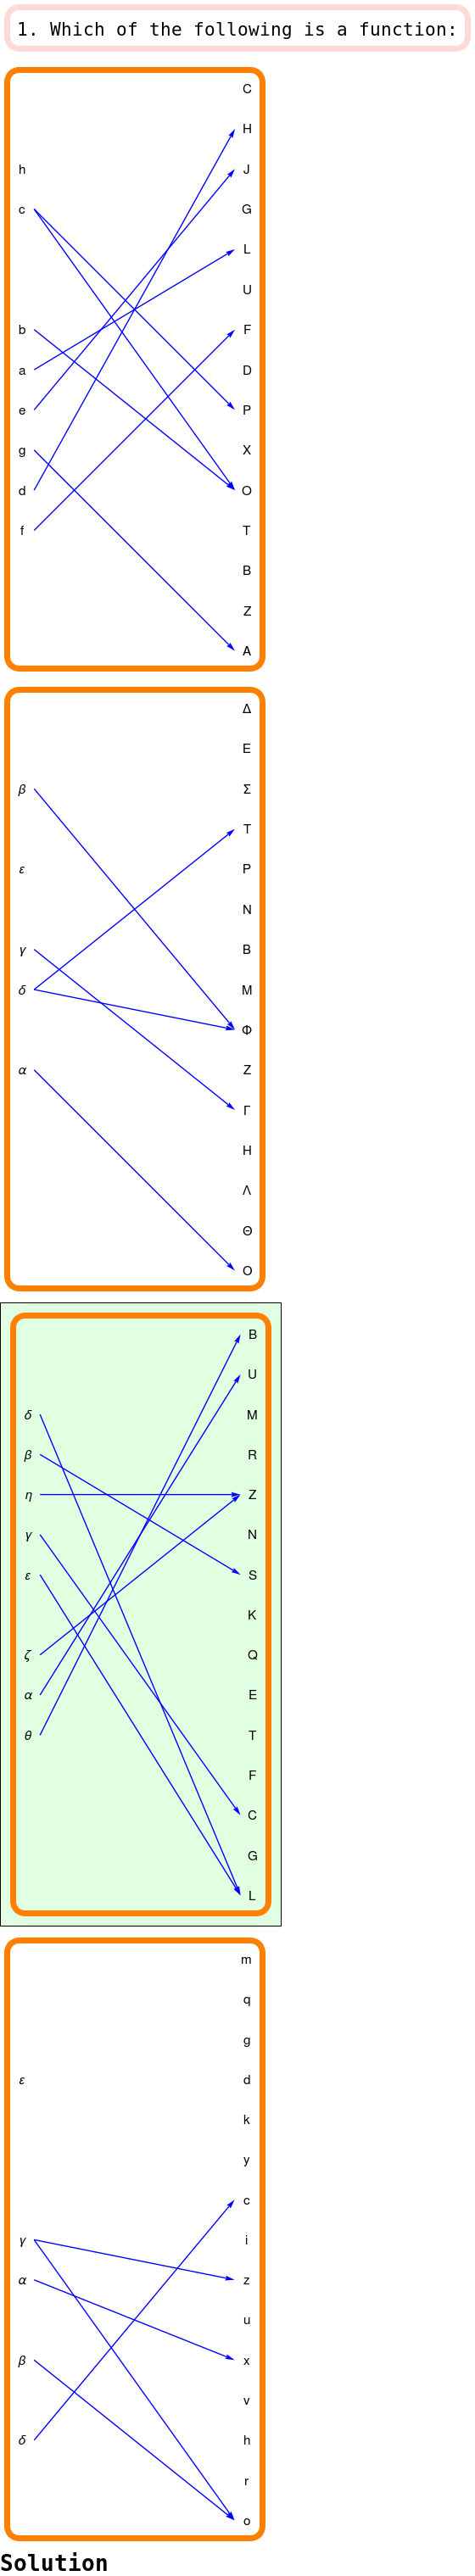 1. Which of the following is a function:
C
H
h J
c G
L
U
b F
a D
e P
g X
d O
f T
B
Z
A
Δ
Ε
β Σ
Τ
ε Ρ
Ν
γ Β
δ Μ
Φ
α Ζ
Γ
Η
Λ
Θ
Ο
B
U
δ M
β R
η Z
γ N
ε S
K
ζ Q
α E
θ T
F
C
G
L
m
q
g
ε d
k
y
c
γ i
α z
u
β x
v
δ h
r
o
Solution